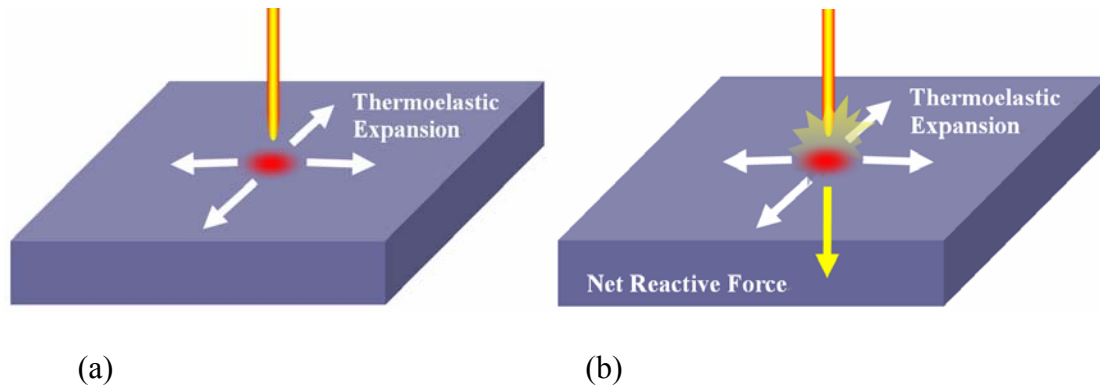 Thermoelastic
Expansion
Thermoelastic
Expansion
Net Reactive Force
(a)
(b)